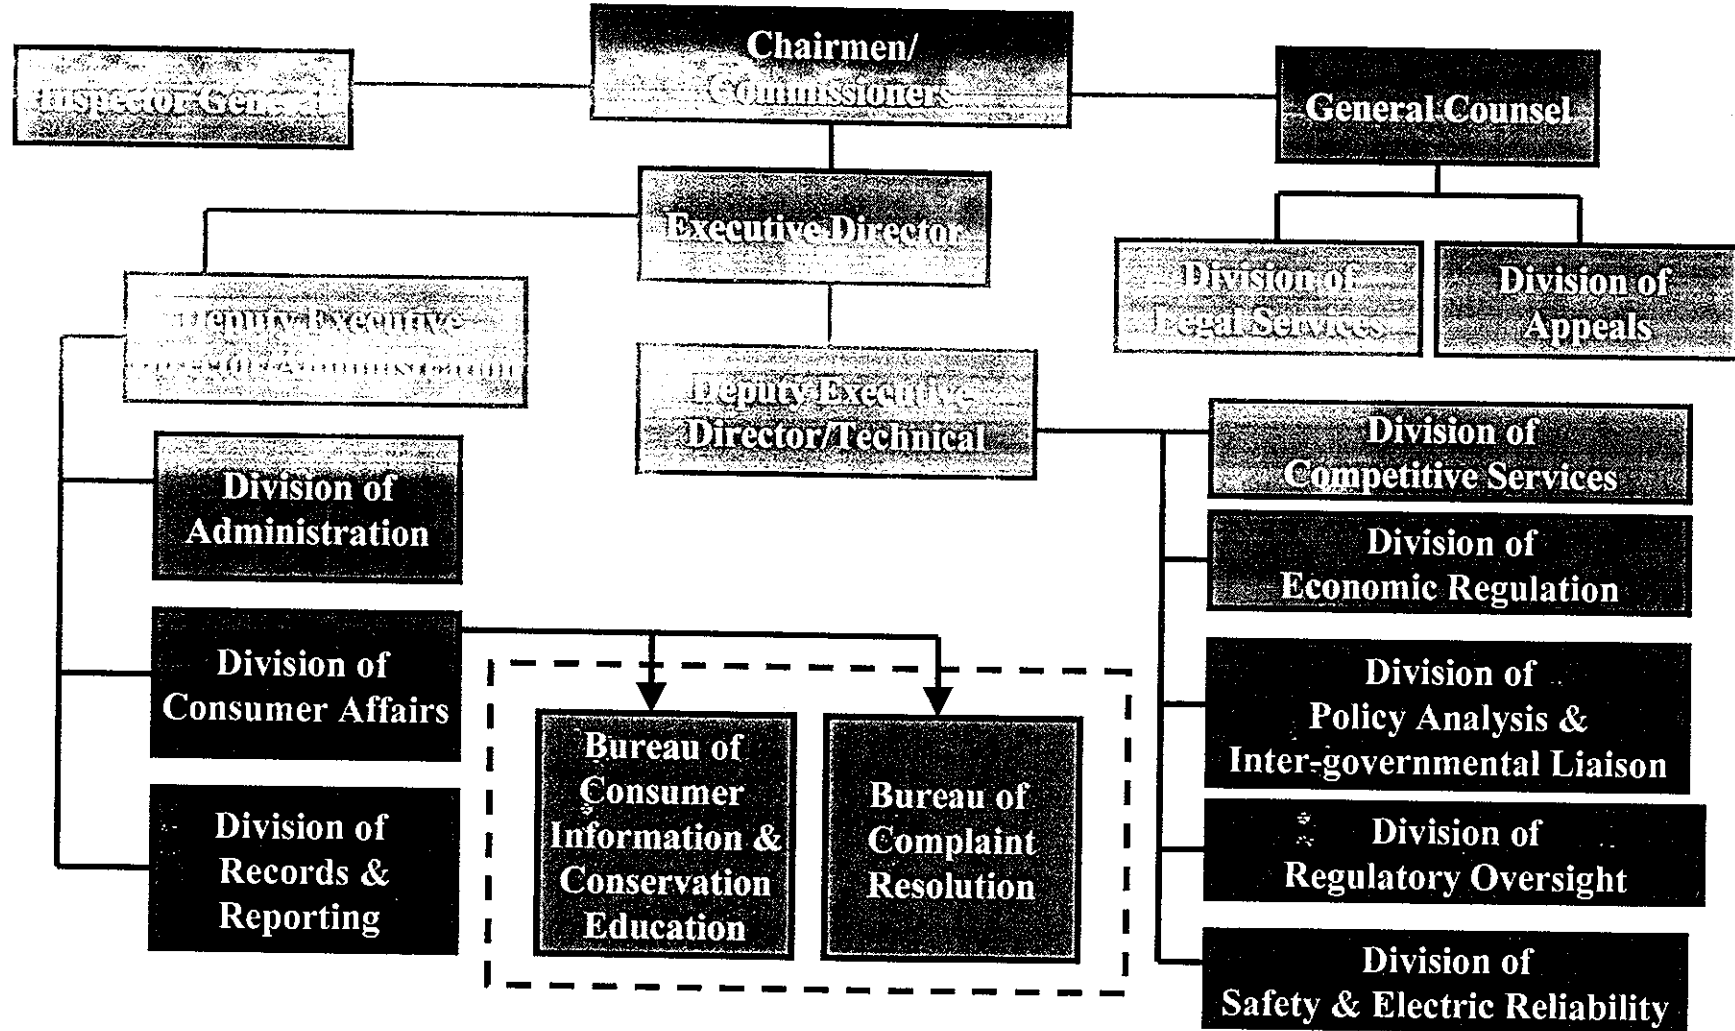 Chairmen/
Commissioners
Inspector General
General Counsel
Executive Director
Division of
Legal Services
Division of
Appeals
Deputy Executive
Director/Administration
Deputy Executive
Director/Technical
Division of
Competitive Services
Division of
Administration
Division of
Economic Regulation
Division of
Consumer Affairs
Division of
Policy Analysis &
Inter-governmental Liaison
Bureau of
Consumer
Information &
Conservation
Education
Bureau of
Complaint
Resolution
Division of
Records &
Reporting
Division of
Regulatory Oversight
Division of
Safety & Electric Reliability